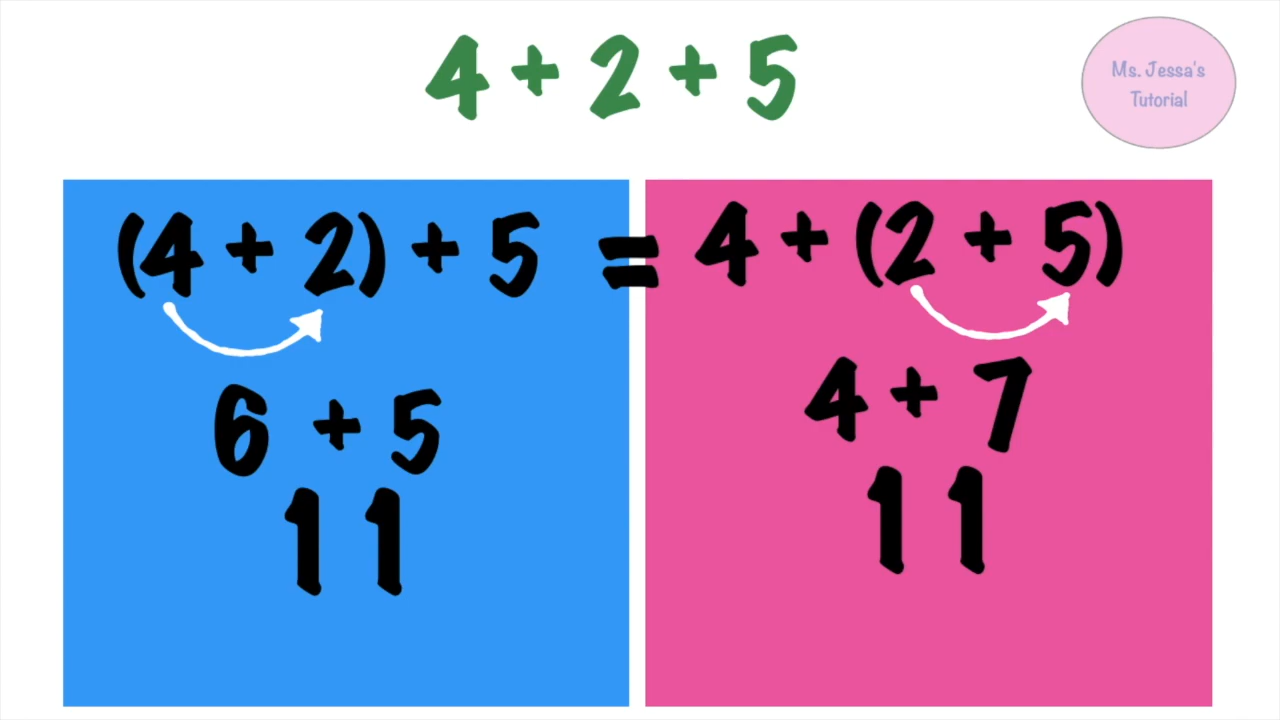 4 + 2 + 5
Ms. Jessa's
Tutorial
(4 + 2) + 5 = 4 + (2 + 5)
6 + 5
4 + 7
11
11